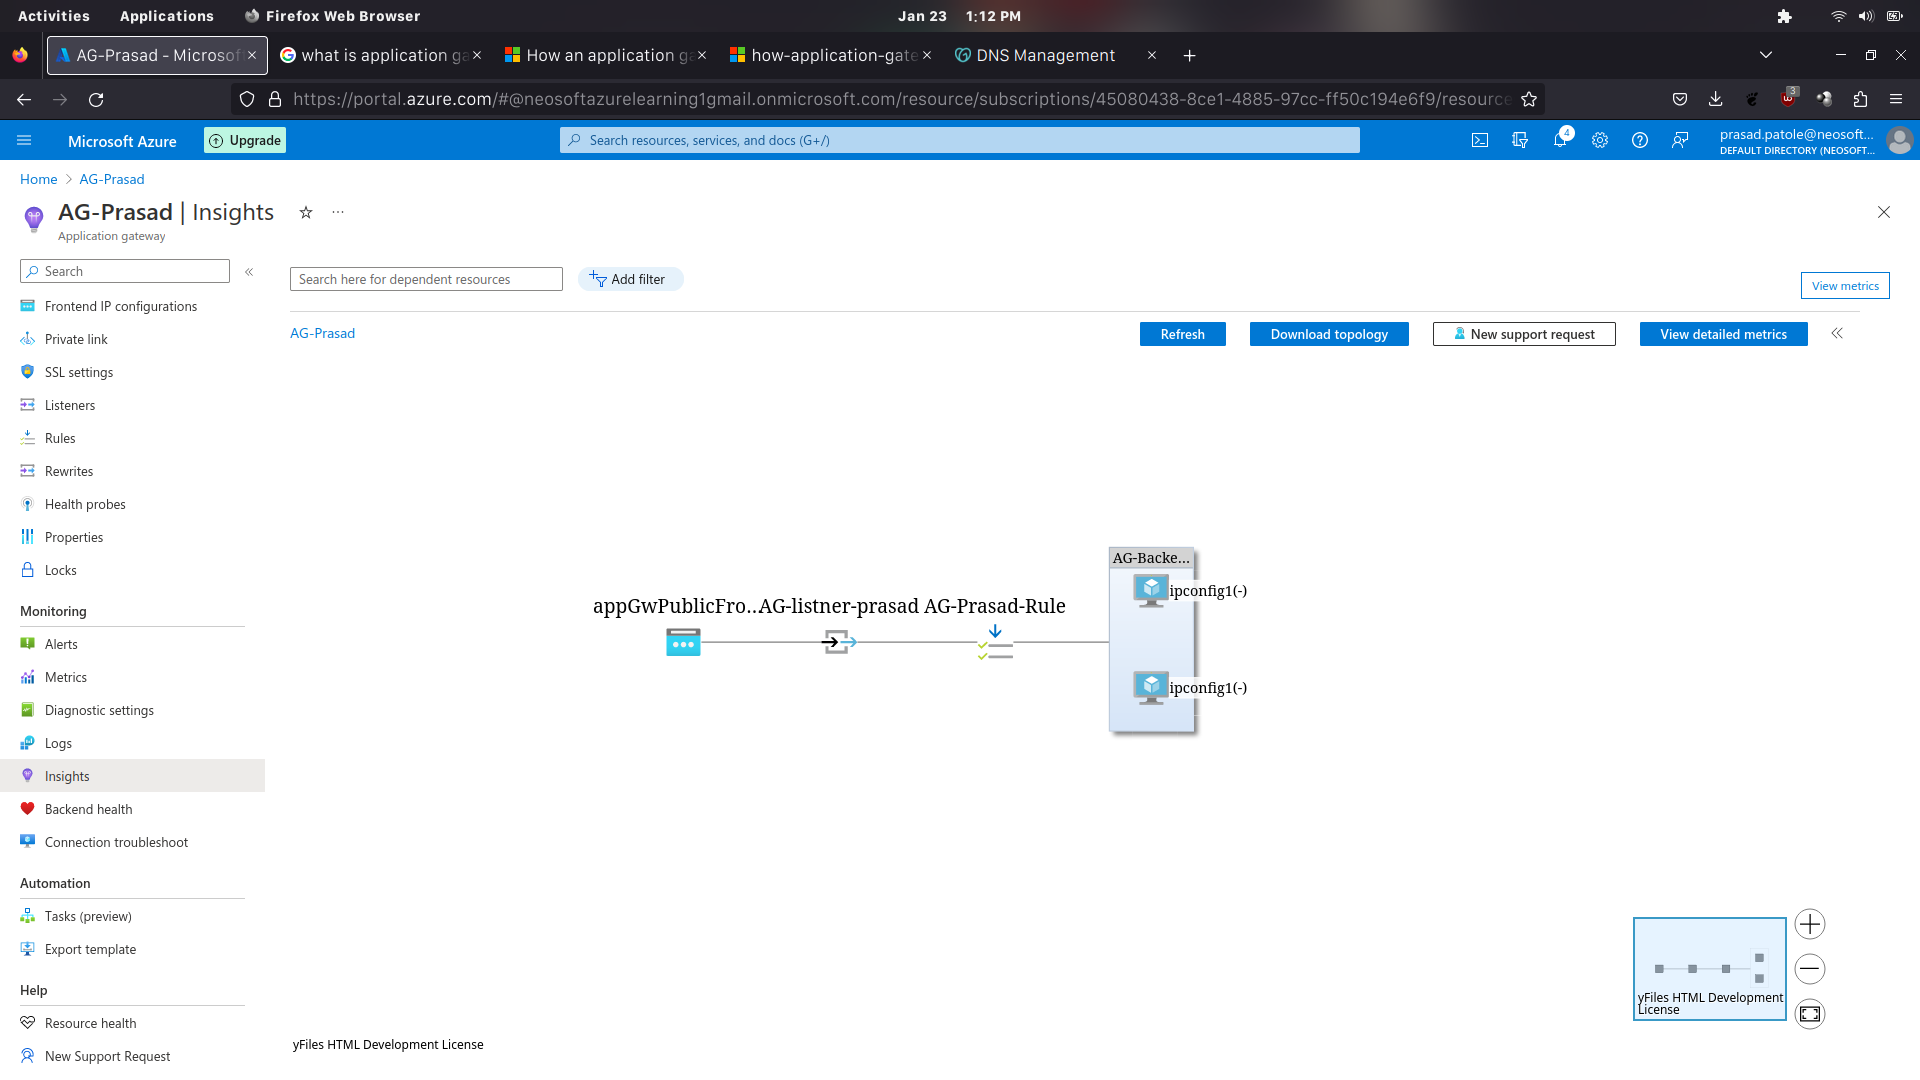 Activities Applications Firefox Web Browser Jan 23 1:12 PM
AG-Prasad - Microsof what is application ga How an application ga how-application-gate DNS Management
https://portal.azure.com/#@neosoftazurelearning1gmail.onmicrosoft.com/resource/subscriptions/45080438-8ce1-4885-97cc-ff50c194e6f9/resource 3
Microsoft Azure Upgrade Search resources, services, and docs (G+/) 4 prasad.patole@neosoft...
DEFAULT DIRECTORY (NEOSOFT...
Home > AG-Prasad
AG-Prasad | Insights ...
Application gateway
Search
Search here for dependent resources Add filter
View metrics
AG-Prasad Refresh Download topology New support request View detailed metrics
Frontend IP configurations
Private link
SSL settings
Listeners
Rules
Rewrites
Health probes
Properties
Locks
Monitoring
Alerts
Metrics
Diagnostic settings
Logs
Insights
Backend health
Connection troubleshoot
Automation
Tasks (preview)
Export template
Help
Resource health
New Support Request
appGwPublicFro... AG-listner-prasad AG-Prasad-Rule
AG-Backe...
ipconfig1(-)
ipconfig1(-)
yFiles HTML Development
License
yFiles HTML Development License